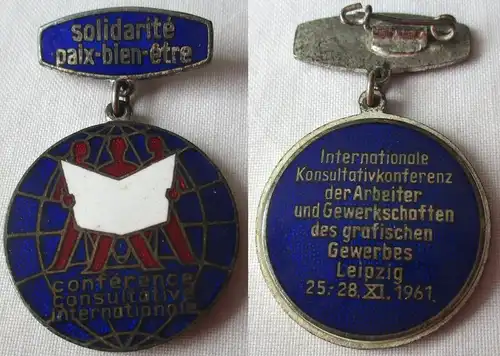 solidarité
paix-bien-être
conférence
consultative
internationale
Internationale
Konsultativkonferenz
der Arbeiter
und Gewerkschaften
des grafischen
Gewerbes
Leipzig
25.-28. XI. 1961.